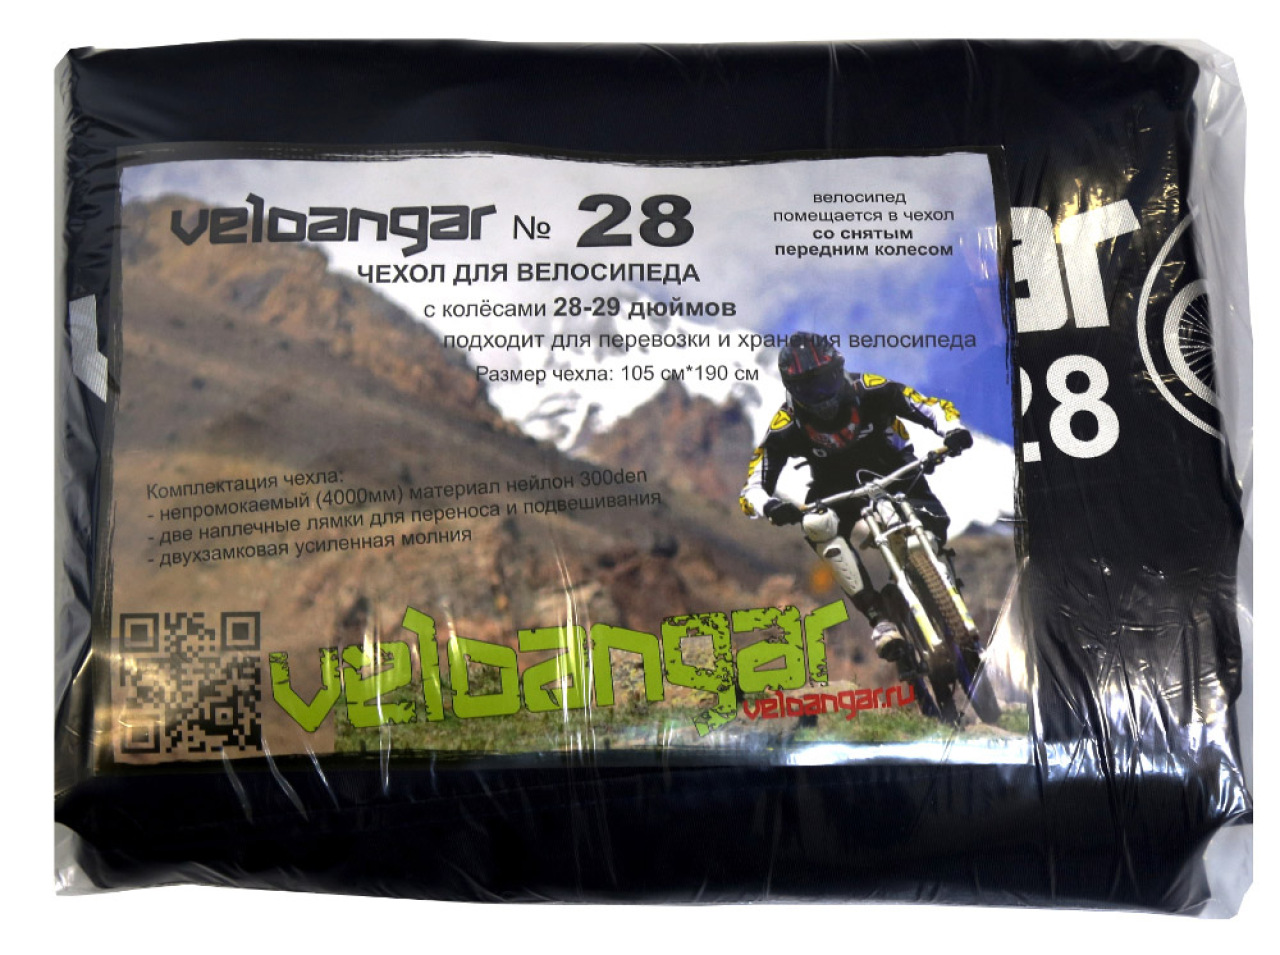 veloangar № 28
ЧЕХОЛ ДЛЯ ВЕЛОСИПЕДА
с колёсами 28-29 дюймов
подходит для перевозки и хранения велосипеда
Размер чехла: 105 см*190 см
велосипед
помещается в чехол
со снятым
передним колесом
Комплектация чехла:
- непромокаемый (4000мм) материал нейлон 300den
- две наплечные лямки для переноса и подвешивания
- двухзамковая усиленная молния
veloangar
veloangar.ru
ar
28